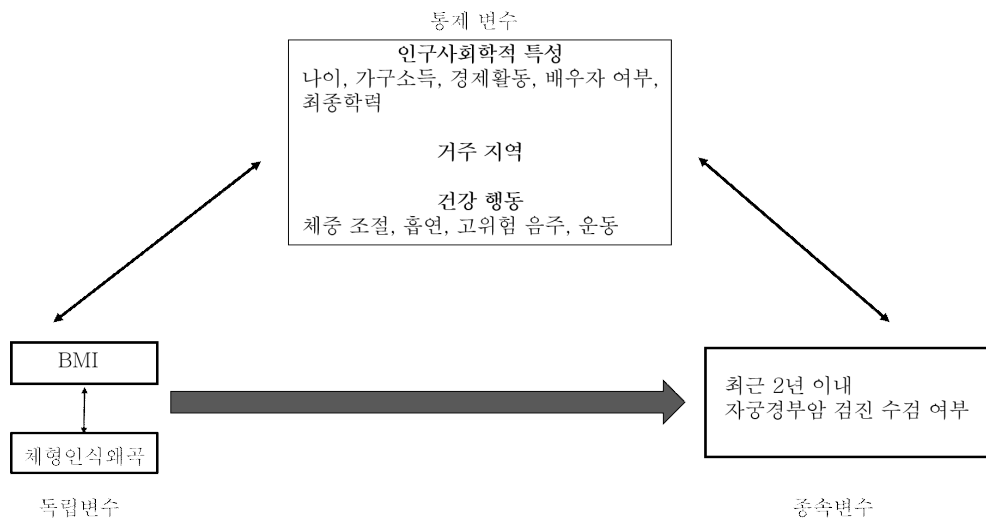 통제 변수
인구사회학적 특성
나이, 가구소득, 경제활동, 배우자 여부,
최종학력
거주 지역
건강 행동
체중 조절, 흡연, 고위험 음주, 운동
BMI
체형인식왜곡
독립변수
최근 2년 이내
자궁경부암 검진 수검 여부
종속변수